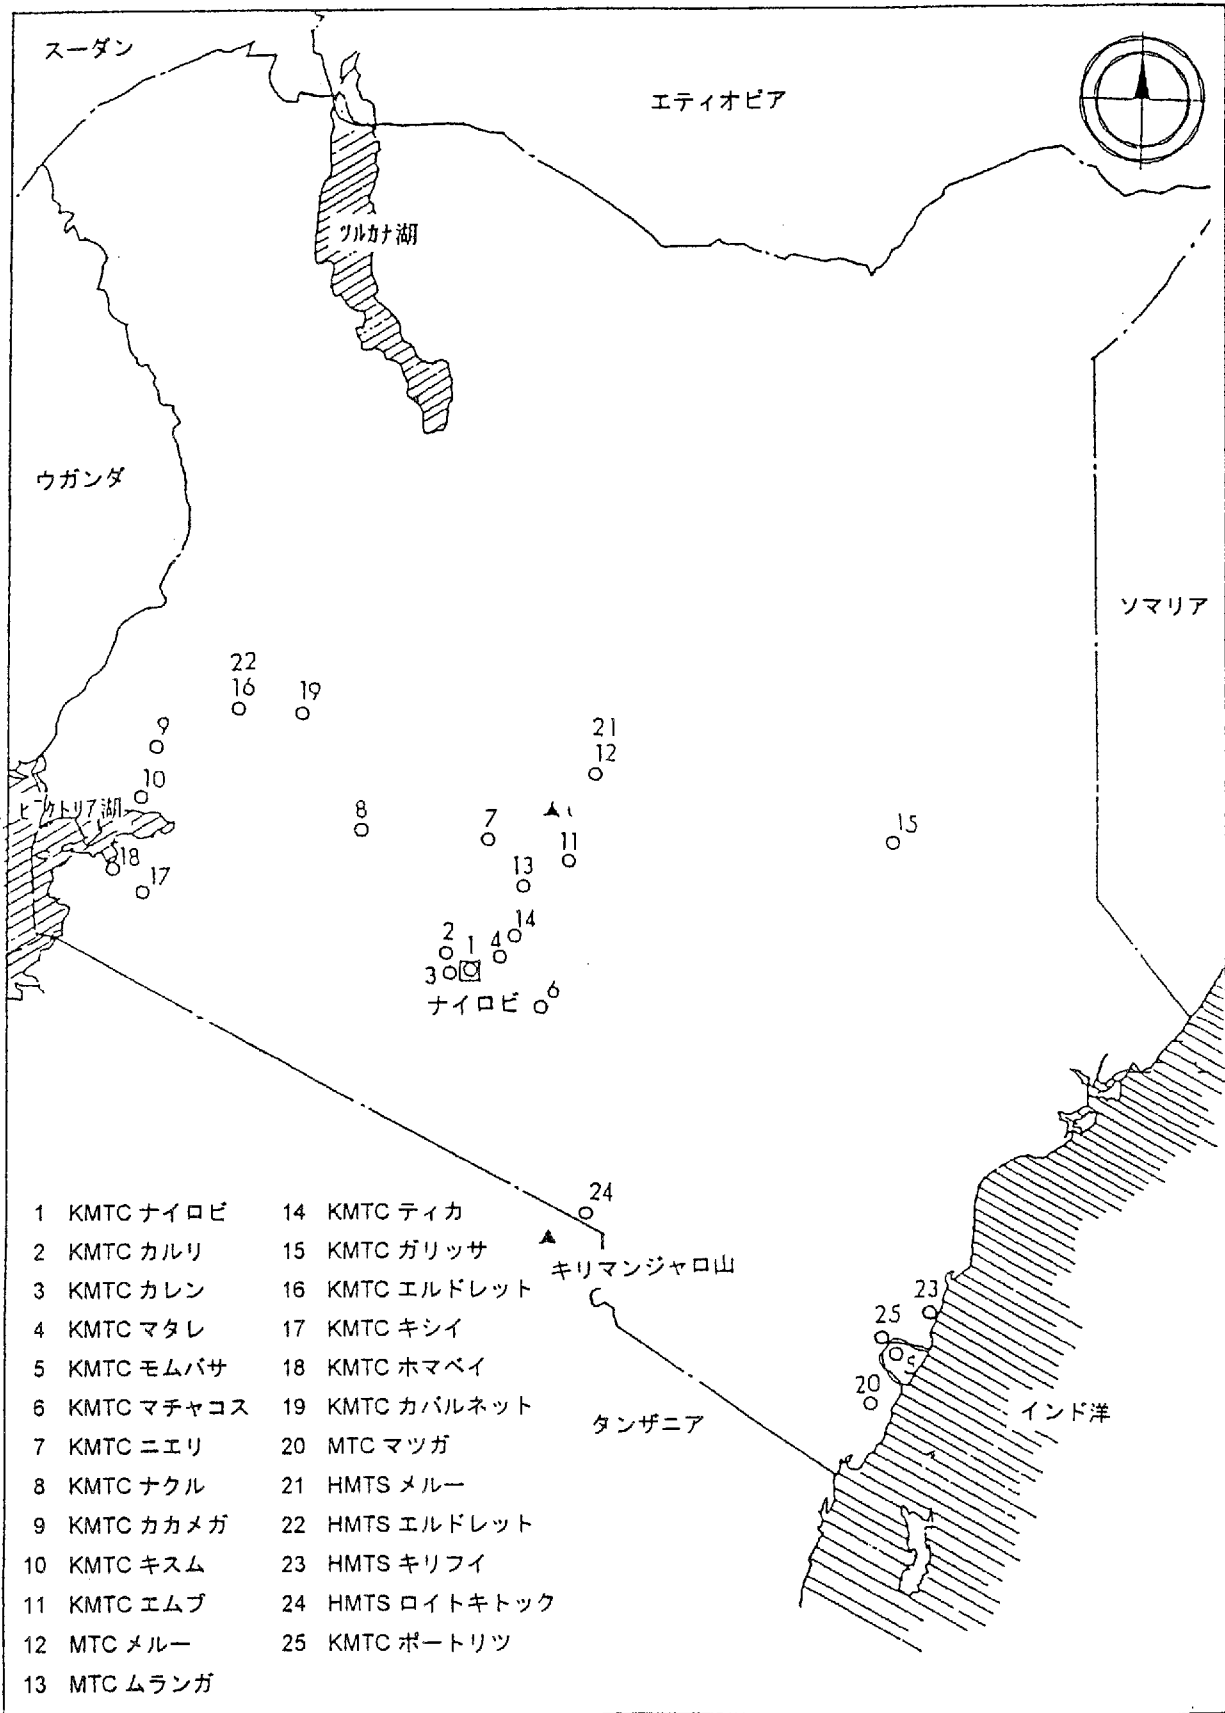 スーダン
エティオピア
ツルカナ湖
ウガンダ
ソマリア
22
16
19
9
21
12
10
ビクトリア湖
8
7
11
15
18
17
13
14
2
1
4
3
ナイロビ
6
24
キリマンジャロ山
23
25
5
20
インド洋
タンザニア
1 KMTC ナイロビ
2 KMTC カルリ
3 KMTC カレン
4 KMTC マタレ
5 KMTC モムバサ
6 KMTC マチャコス
7 KMTC ニエリ
8 KMTC ナクル
9 KMTC カカメガ
10 KMTC キスム
11 KMTC エムブ
12 MTC メルー
13 MTC ムランガ
14 KMTC ティカ
15 KMTC ガリッサ
16 KMTC エルドレット
17 KMTC キシイ
18 KMTC ホマベイ
19 KMTC カバルネット
20 MTC マツガ
21 HMTS メルー
22 HMTS エルドレット
23 HMTS キリフイ
24 HMTS ロイトキトック
25 KMTC ポートリツ